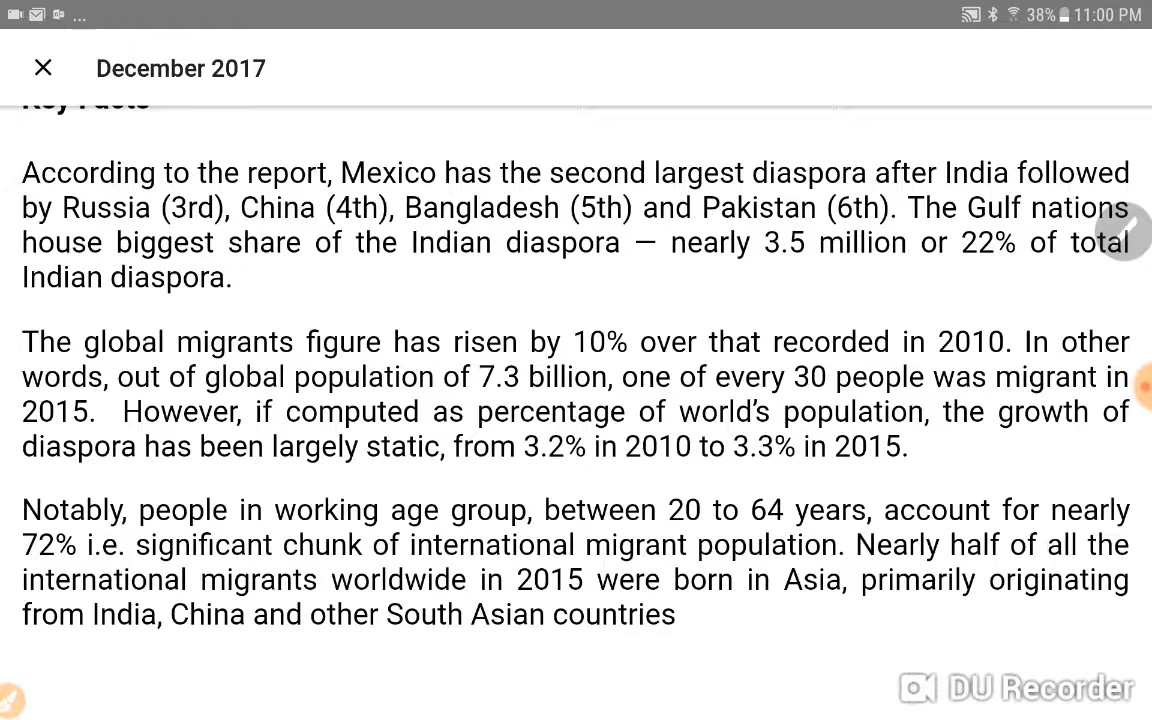 38% 11:00 PM
December 2017
According to the report, Mexico has the second largest diaspora after India followed
by Russia (3rd), China (4th), Bangladesh (5th) and Pakistan (6th). The Gulf nations
house biggest share of the Indian diaspora — nearly 3.5 million or 22% of total
Indian diaspora.
The global migrants figure has risen by 10% over that recorded in 2010. In other
words, out of global population of 7.3 billion, one of every 30 people was migrant in
2015. However, if computed as percentage of world's population, the growth of
diaspora has been largely static, from 3.2% in 2010 to 3.3% in 2015.
Notably, people in working age group, between 20 to 64 years, account for nearly
72% i.e. significant chunk of international migrant population. Nearly half of all the
international migrants worldwide in 2015 were born in Asia, primarily originating
from India, China and other South Asian countries
DU Recorder